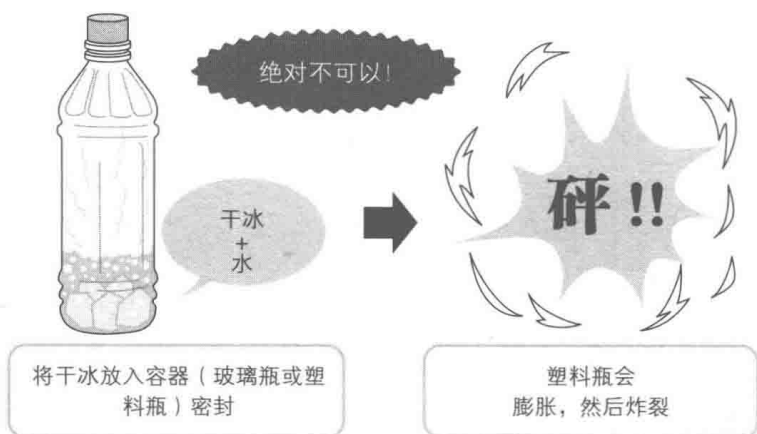 绝对不可以！
干冰
+
水
砰！！
将干冰放入容器（玻璃瓶或塑
料瓶）密封
塑料瓶会
膨胀，然后炸裂